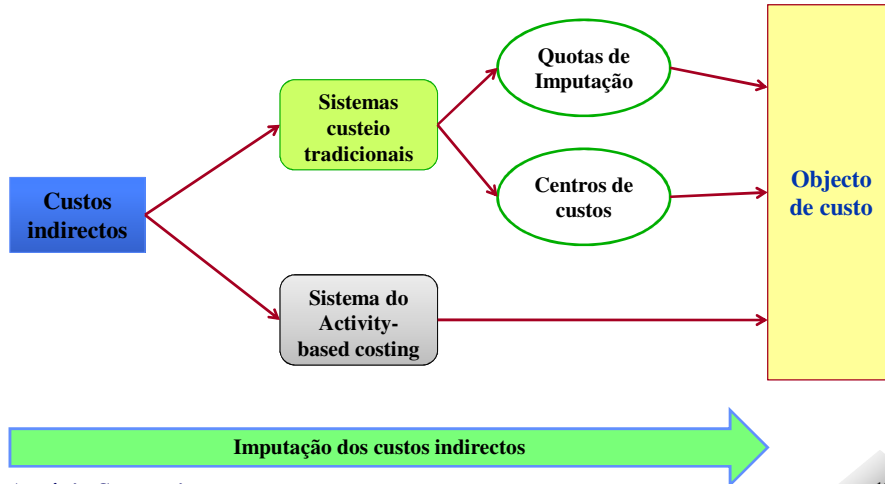 Quotas de
Imputação
Sistemas
custeio
tradicionais
Centros de
custos
Objecto
de custo
Custos
indirectos
Sistema do
Activity-
based costing
Imputação dos custos indirectos